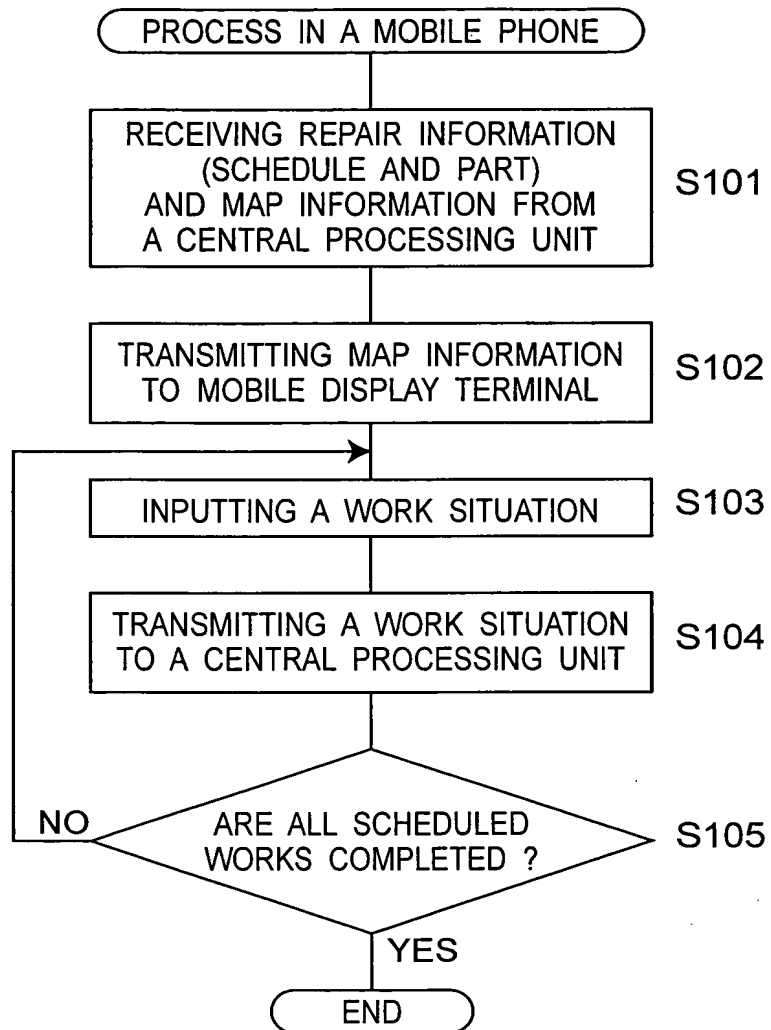 PROCESS IN A MOBILE PHONE
RECEIVING REPAIR INFORMATION
(SCHEDULE AND PART)
AND MAP INFORMATION FROM
A CENTRAL PROCESSING UNIT
S101
TRANSMITTING MAP INFORMATION
TO MOBILE DISPLAY TERMINAL
S102
INPUTTING A WORK SITUATION
S103
TRANSMITTING A WORK SITUATION
TO A CENTRAL PROCESSING UNIT
S104
NO
ARE ALL SCHEDULED
WORKS COMPLETED ?
S105
YES
END